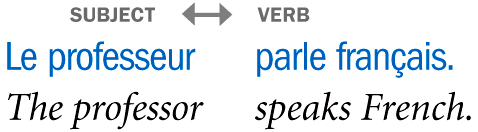 SUBJECT ↔ VERB
Le professeur parle français.
The professor speaks French.